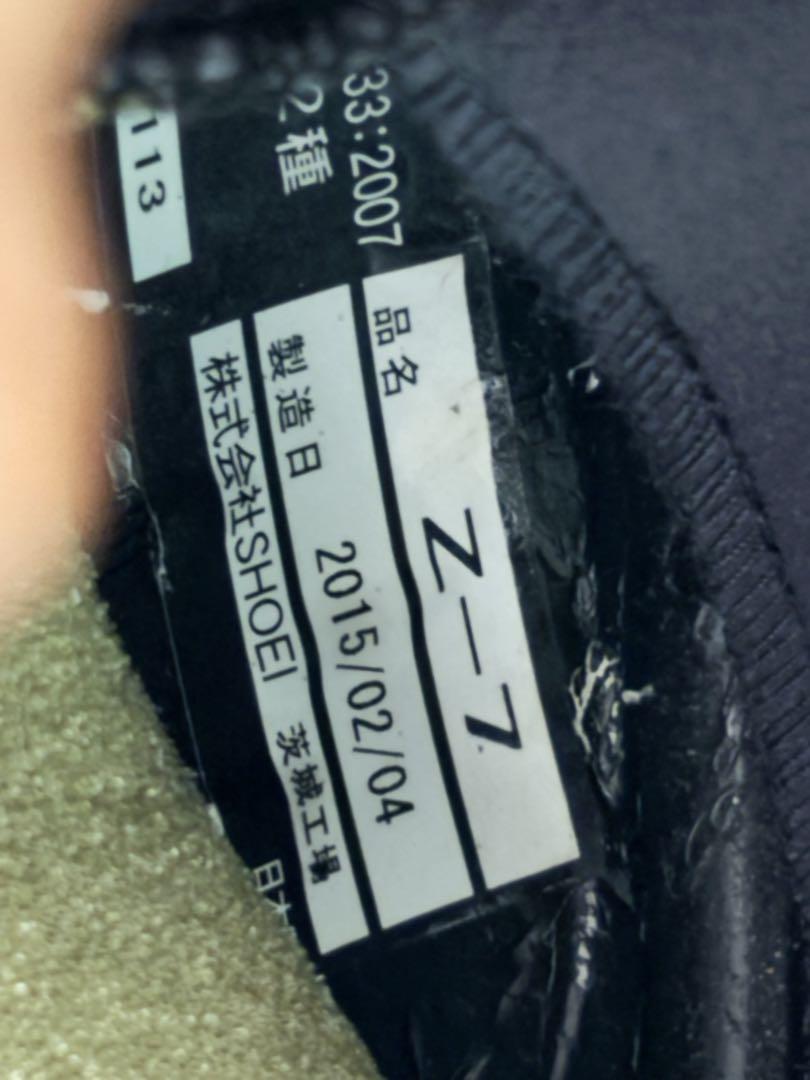 33:2007
2種
113
品名 Z-7
製造日 2015/02/04
株式会社SHOEI 茨城工場